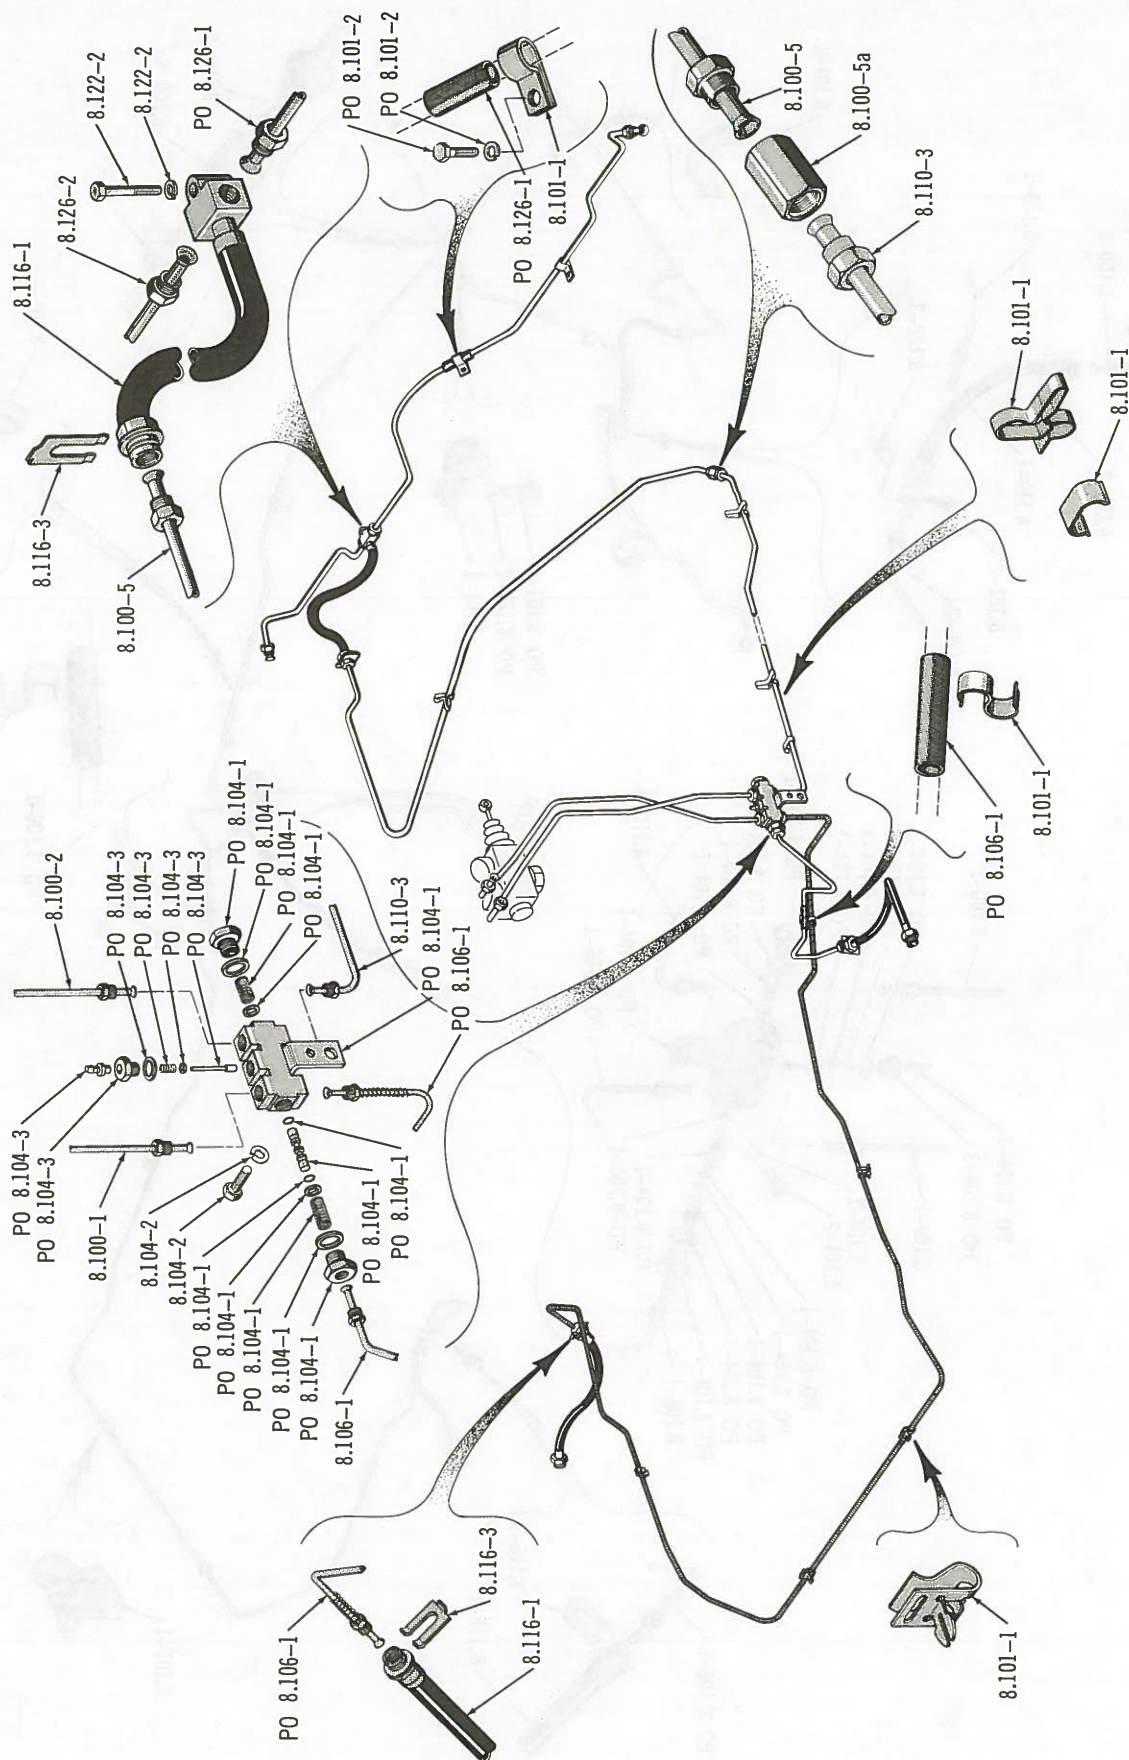 8.122-2
8.122-2
PO 8.126-1
8.126-2
8.116-1
8.116-3
8.100-5
PO 8.101-2
PO 8.101-2
PO 8.126-1
8.101-1
8.100-5
8.100-5a
8.110-3
8.101-1
8.101-1
PO 8.106-1
8.101-1
8.100-2
PO 8.104-3
PO 8.104-3
PO 8.104-3
PO 8.104-3
PO 8.104-1
PO 8.104-1
PO 8.104-1
PO 8.104-1
8.110-3
PO 8.104-1
PO 8.106-1
PO 8.104-3
PO 8.104-3
8.100-1
8.104-2
8.104-2
PO 8.104-1
PO 8.104-1
PO 8.104-1
PO 8.104-1
PO 8.104-1
8.106-1
PO 8.104-1
PO 8.104-1
PO 8.106-1
8.116-3
8.116-1
8.101-1